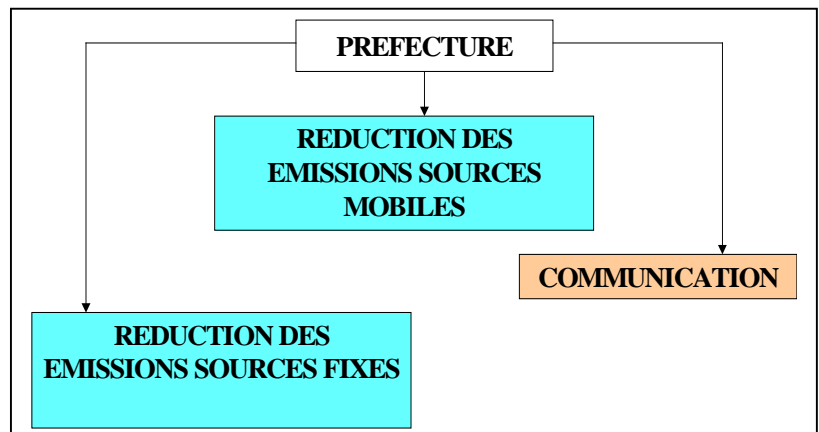 PREFECTURE
REDUCTION DES
EMISSIONS SOURCES
MOBILES
COMMUNICATION
REDUCTION DES
EMISSIONS SOURCES FIXES